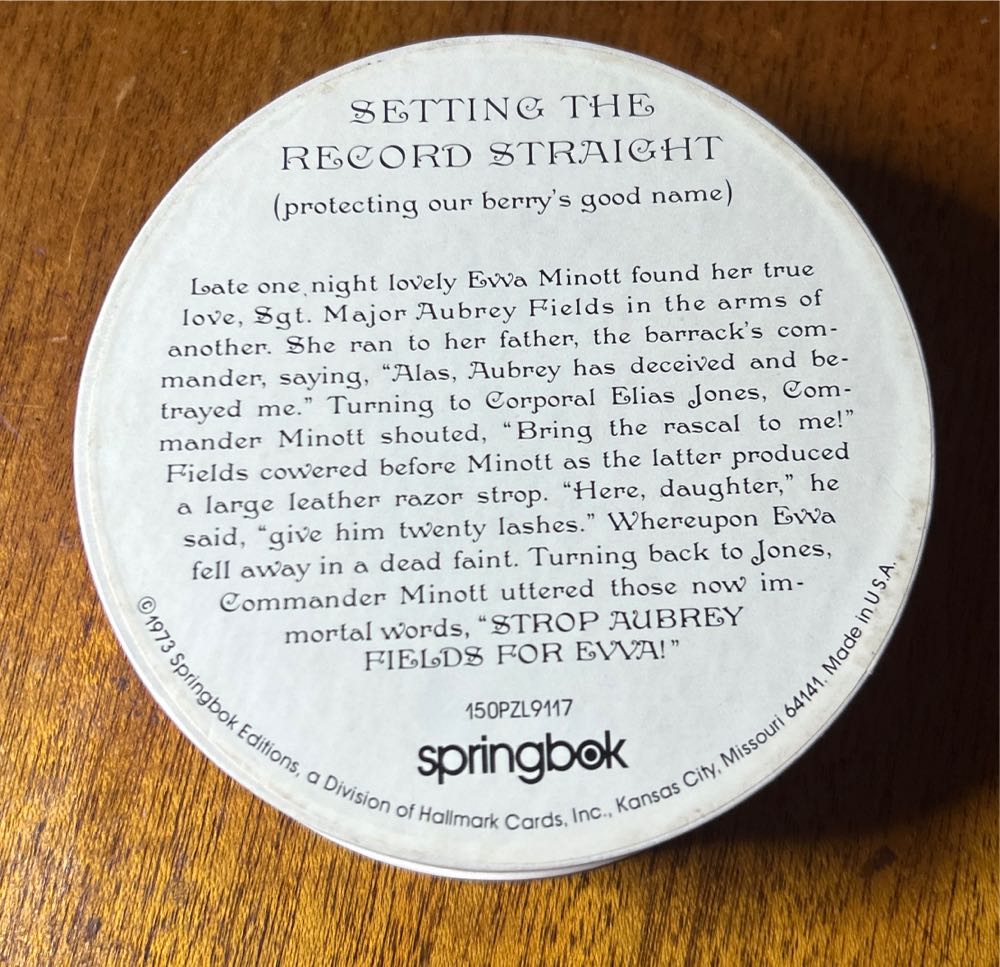 SETTING THE
RECORD STRAIGHT
(protecting our berry's good name)
Late one night lovely Evva Minott found her true
love, Sgt. Major Aubrey Fields in the arms of
another. She ran to her father, the barrack's com-
mander, saying, “Alas, Aubrey has deceived and be-
trayed me.” Turning to Corporal Elias Jones, Com-
mander Minott shouted, “Bring the rascal to me!”
Fields cowered before Minott as the latter produced
a large leather razor strop. “Here, daughter,” he
said, “give him twenty lashes.” Whereupon Evva
fell away in a dead faint. Turning back to Jones,
Commander Minott uttered those now im-
mortal words, “STROP AUBREY
FIELDS FOR EVVA!”
150PZL9117
springbok
©1973 Springbok Editions, a Division of Hallmark Cards, Inc., Kansas City, Missouri 64141. Made in U.S.A.